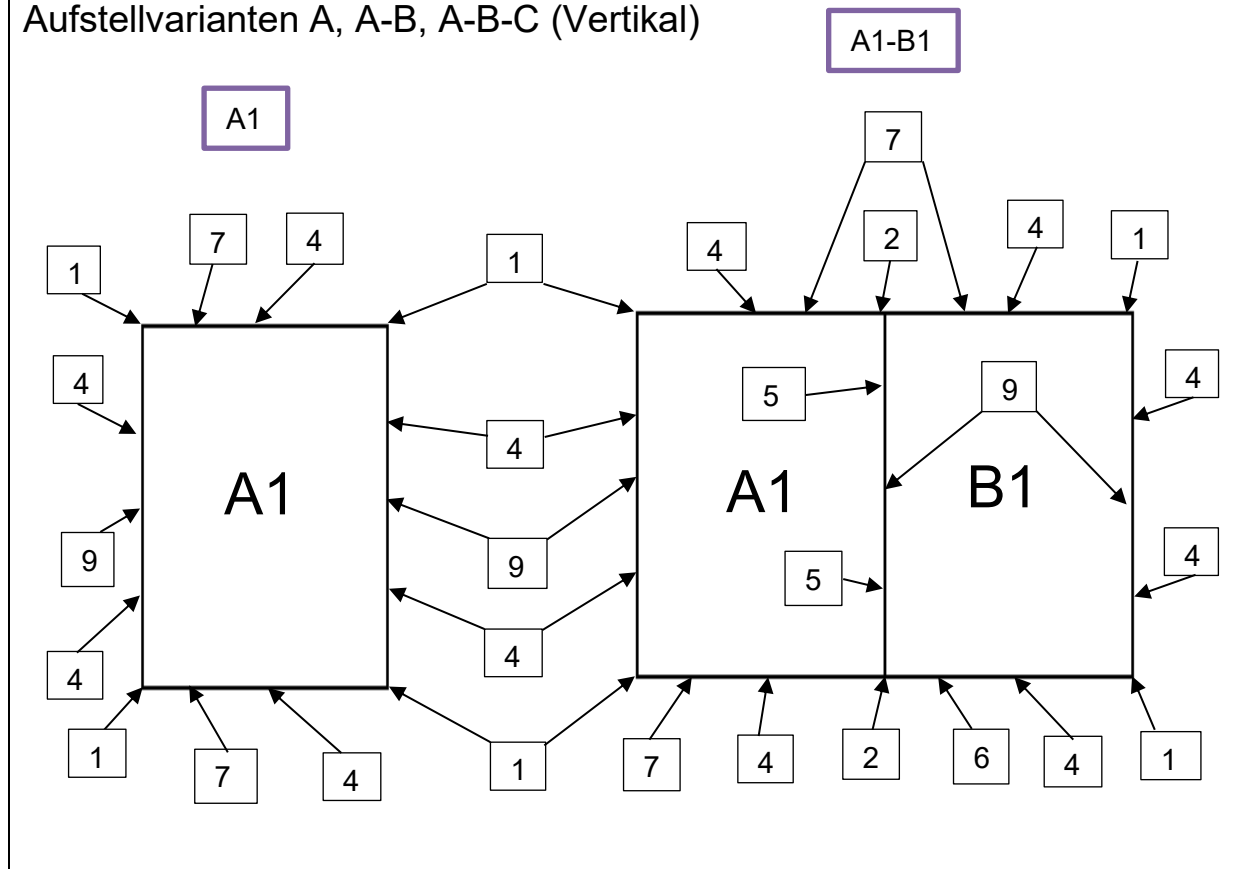 Aufstellvarianten A, A-B, A-B-C (Vertikal)
A1-B1
A1
7
7 4 1 4 2 4 1
1
4 5 9 4
4
A1 A1 B1
9 9 5 4
4 4
1 7 4 1 7 4 2 6 4 1